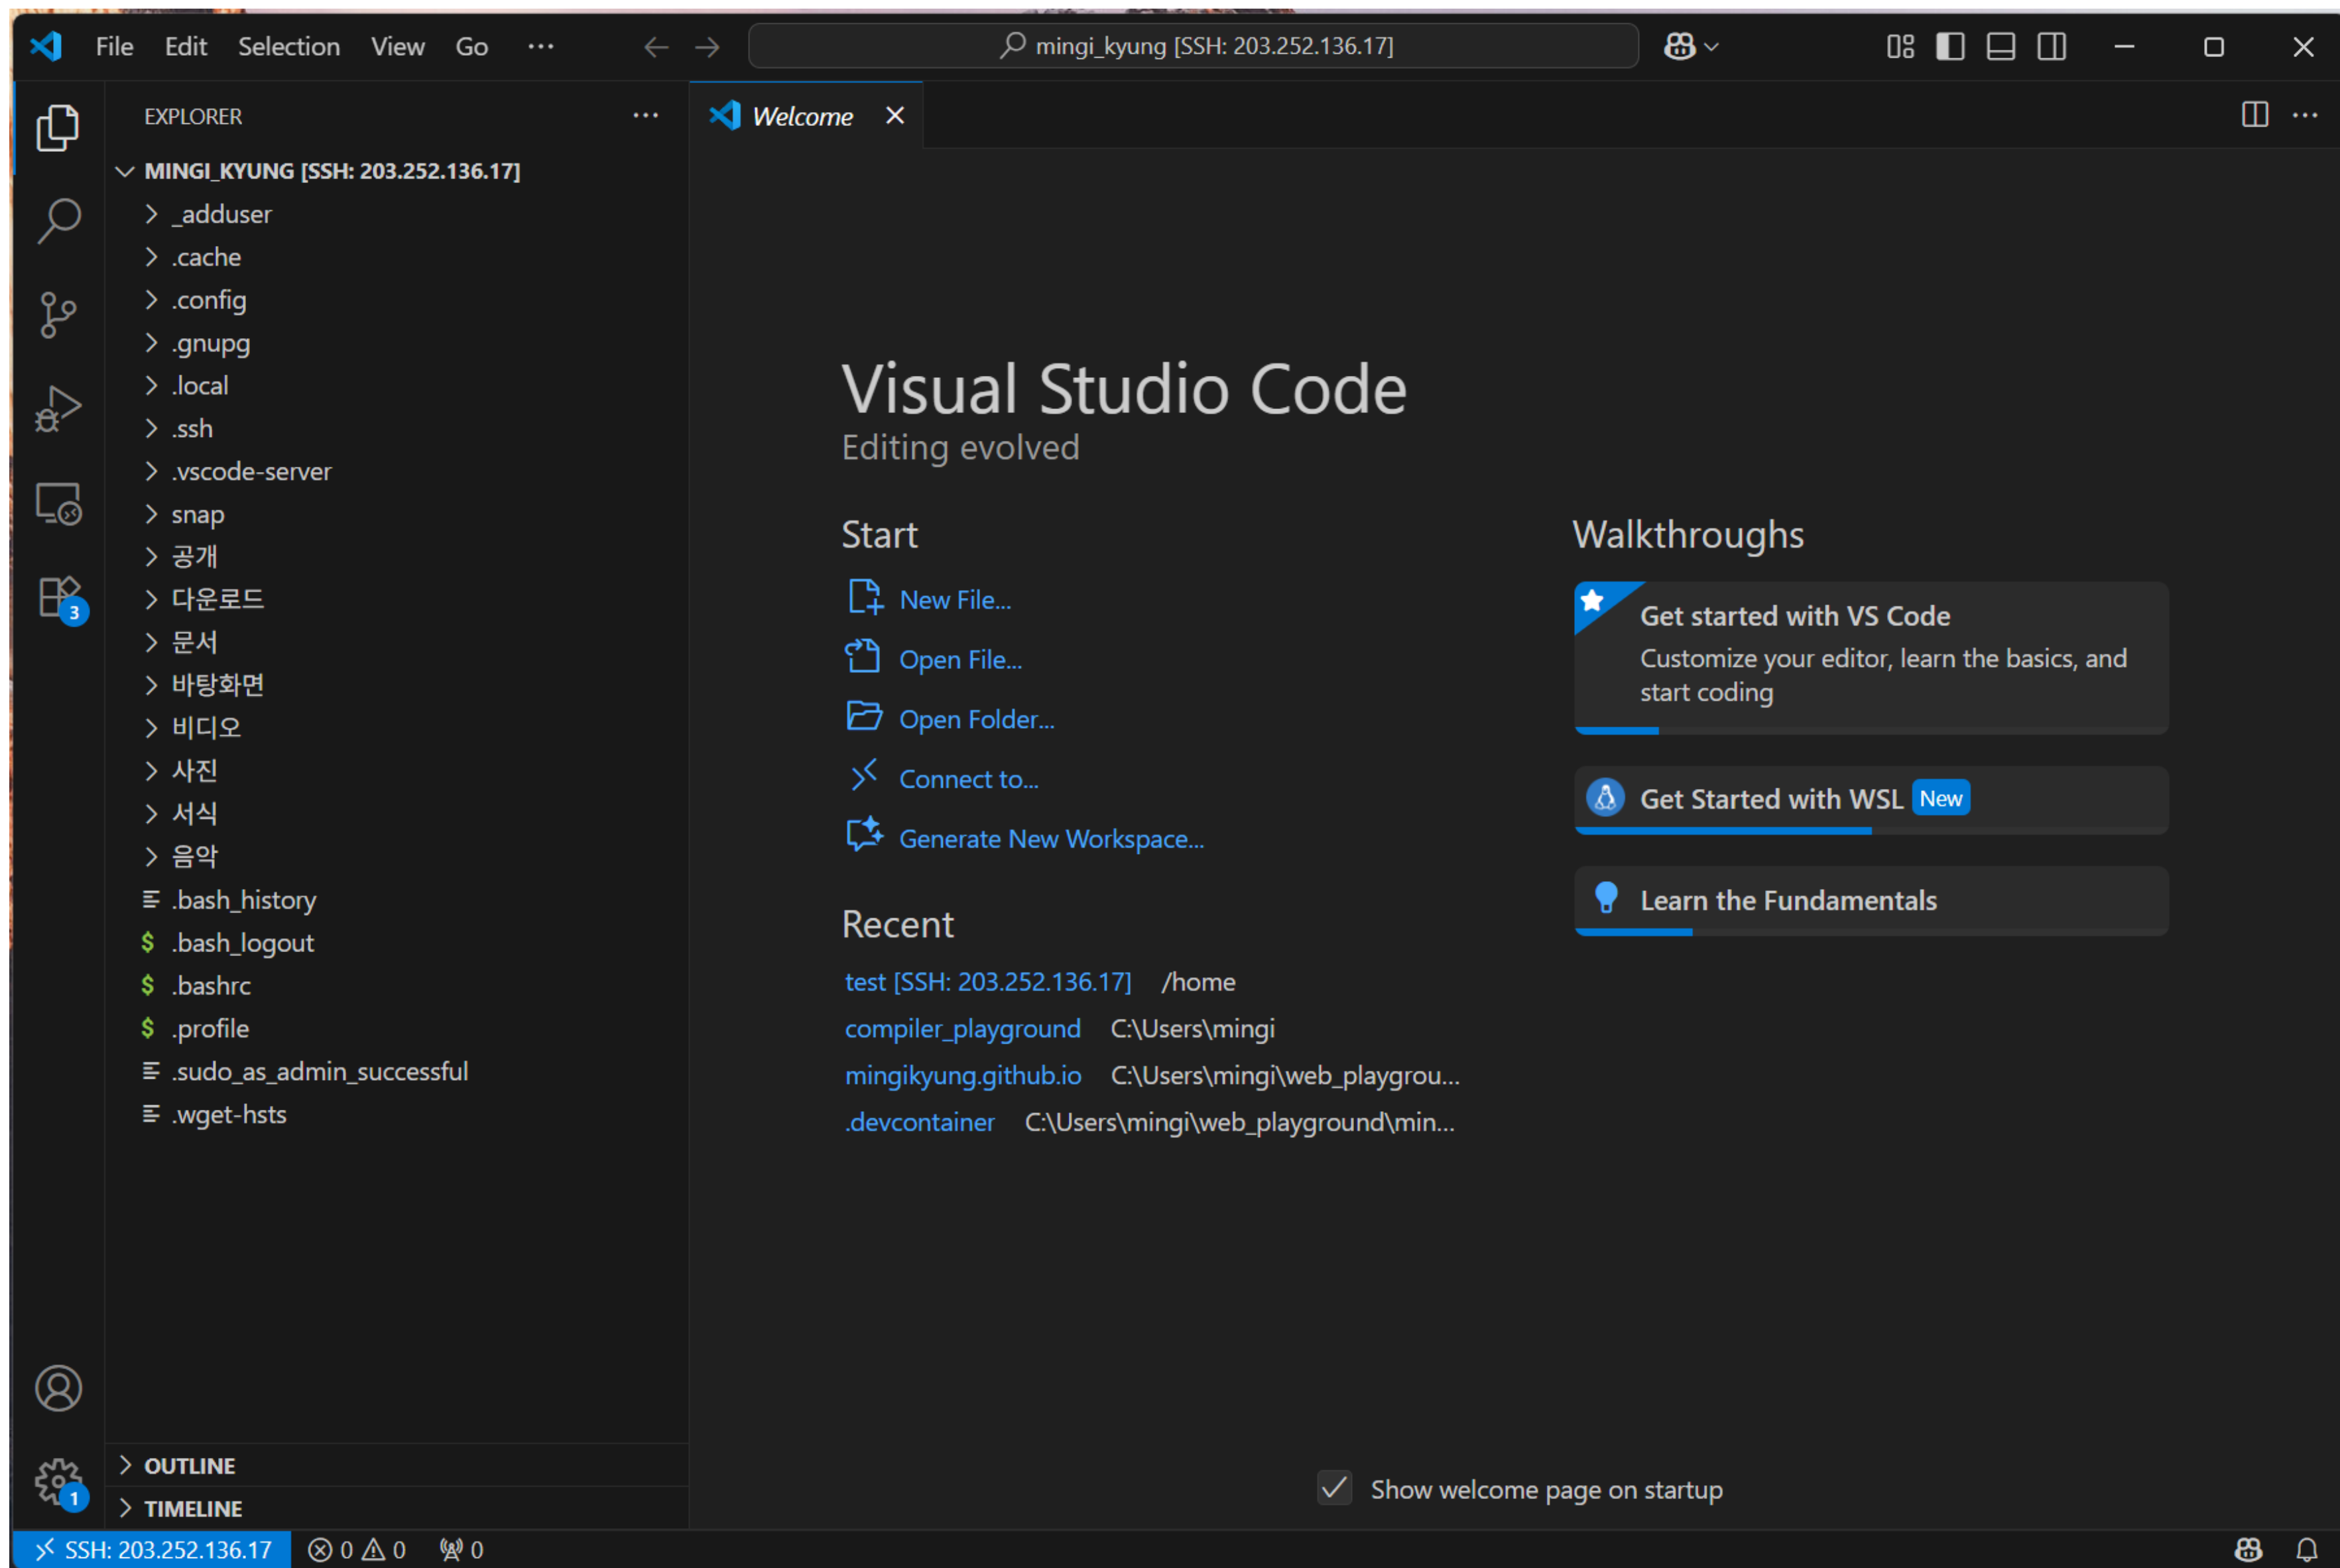 File Edit Selection View Go ··· mingi_kyung [SSH: 203.252.136.17]
EXPLORER
Welcome
MINGI_KYUNG [SSH: 203.252.136.17]
_adduser
.cache
.config
.gnupg
.local
.ssh
.vscode-server
snap
공개
다운로드
문서
바탕화면
비디오
사진
서식
음악
.bash_history
.bash_logout
.bashrc
.profile
.sudo_as_admin_successful
.wget-hsts
OUTLINE
TIMELINE
3
1
Visual Studio Code
Editing evolved
Start
New File...
Open File...
Open Folder...
Connect to...
Generate New Workspace...
Recent
test [SSH: 203.252.136.17] /home
compiler_playground C:\Users\mingi
mingikyung.github.io C:\Users\mingi\web_playgrou...
.devcontainer C:\Users\mingi\web_playground\min...
Walkthroughs
Get started with VS Code
Customize your editor, learn the basics, and
start coding
Get Started with WSL New
Learn the Fundamentals
Show welcome page on startup
SSH: 203.252.136.17 0 0 0